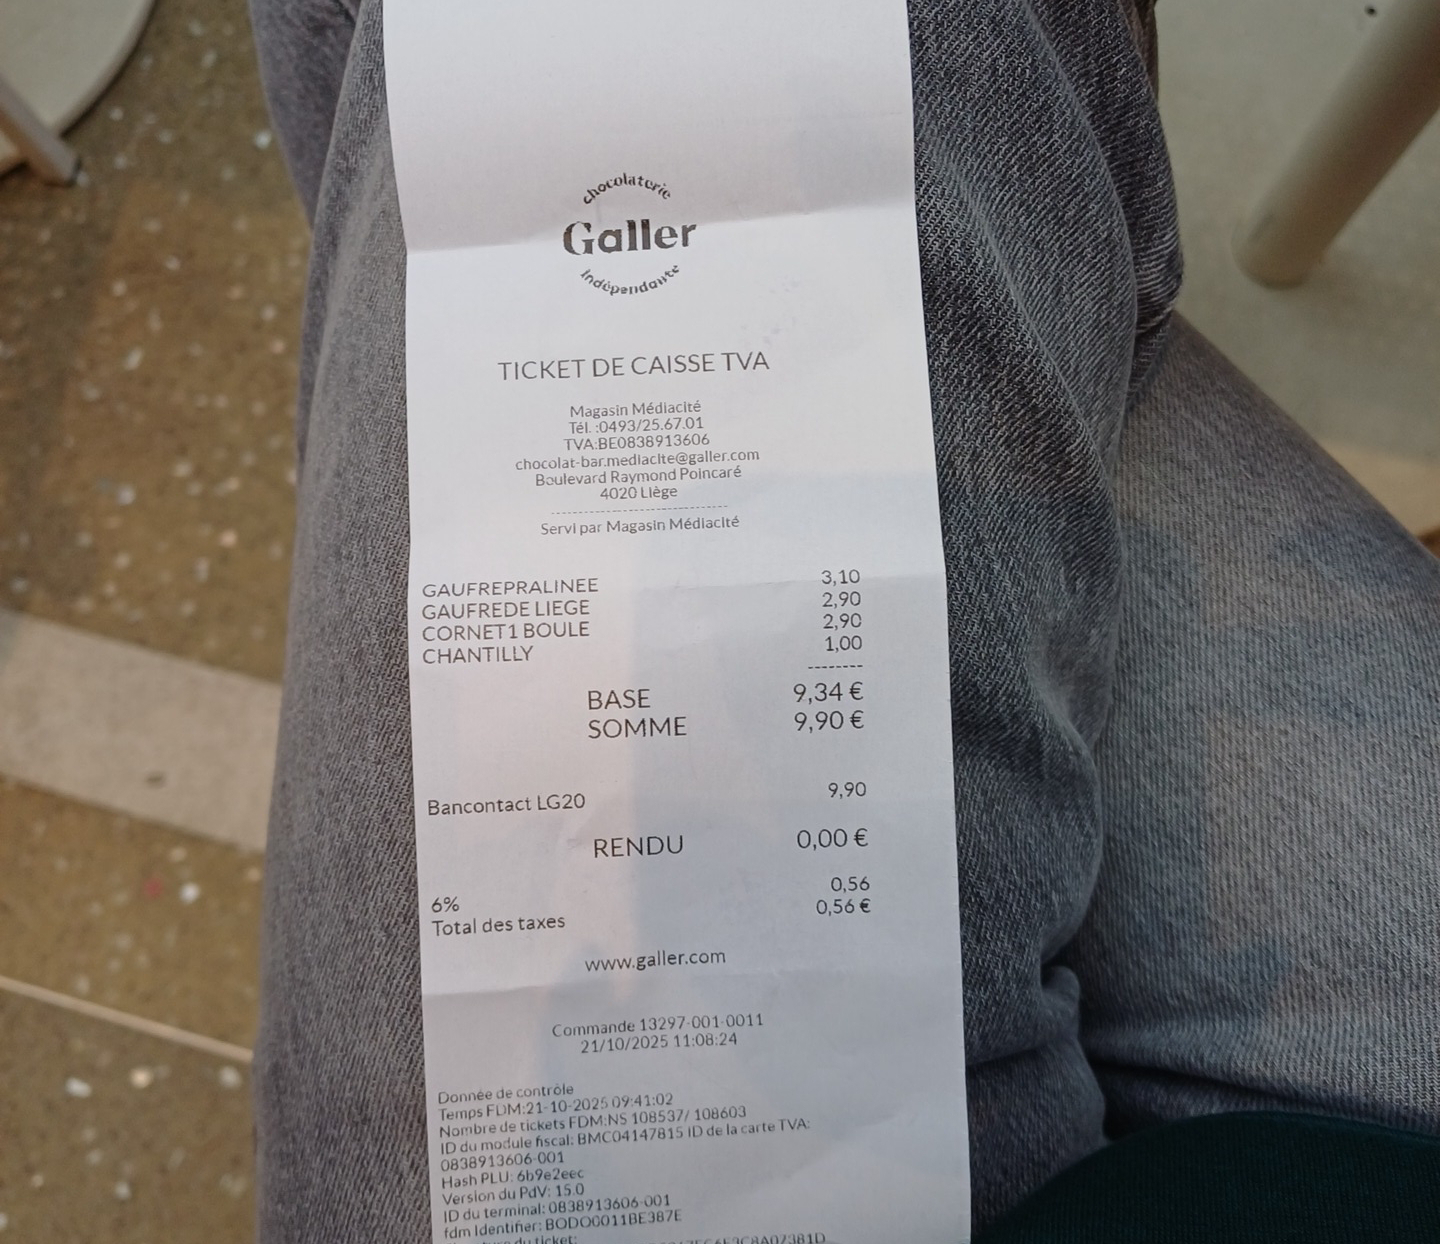 chocolaterie
Galler
indépendante
TICKET DE CAISSE TVA
Magasin Médiacité
Tél. :0493/25.67.01
TVA:BE0838913606
chocolat-bar.mediacite@galler.com
Boulevard Raymond Poincaré
4020 Liège
Servi par Magasin Médiacité
GAUFREPRALINEE 3,10
GAUFREDE LIEGE 2,90
CORNET1 BOULE 2,90
CHANTILLY 1,00
BASE 9,34 €
SOMME 9,90 €
Bancontact LG20 9,90
RENDU 0,00 €
6% 0,56
Total des taxes 0,56 €
www.galler.com
Commande 13297-001-0011
21/10/2025 11:08:24
Donnée de contrôle
Temps FDM:21-10-2025 09:41:02
Nombre de tickets FDM:NS 108537/ 108603
ID du module fiscal: BMC04147815 ID de la carte TVA:
0838913606-001
Hash PLU: 6b9e2eec
Version du PdV: 15.0
ID du terminal: 0838913606-001
fdm Identifier: BODO0011BE387E
du ticket: